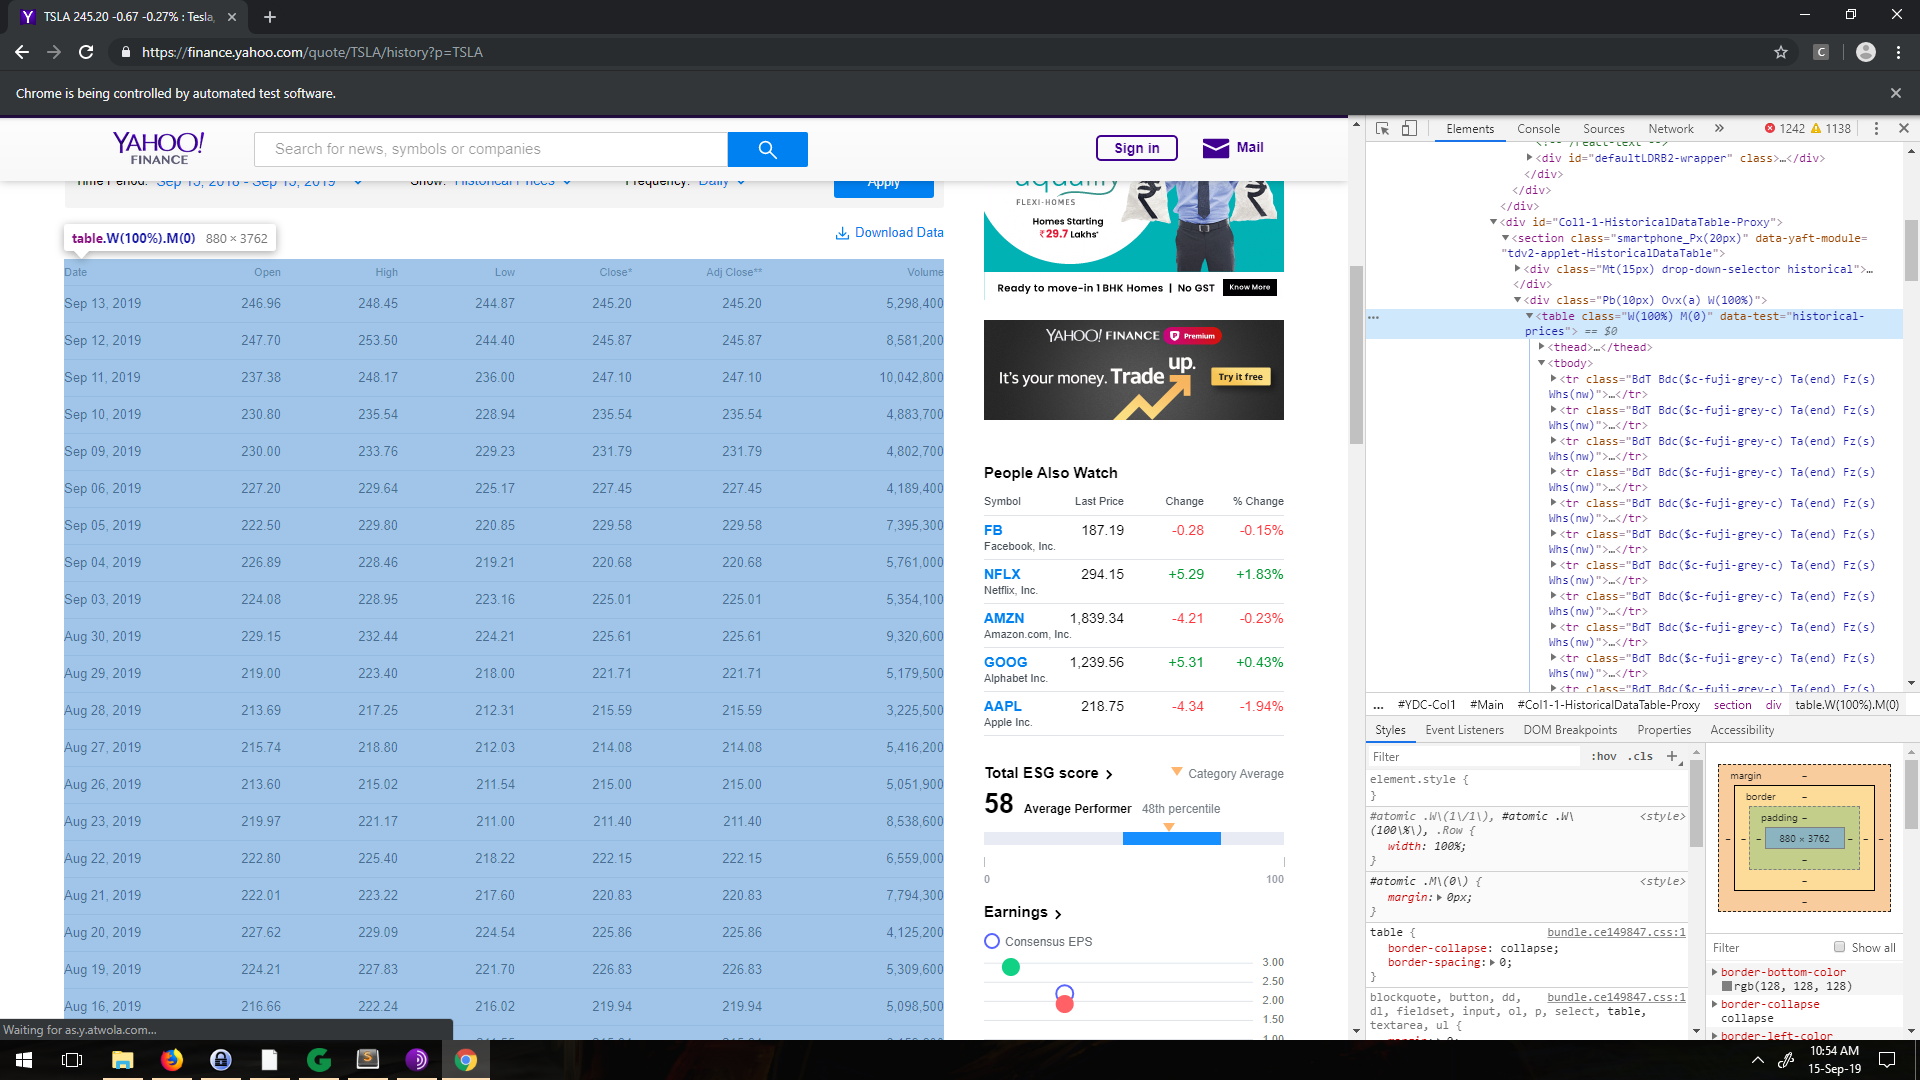 TSLA 245.20 -0.67 -0.27% : Tesla,
https://finance.yahoo.com/quote/TSLA/history?p=TSLA
Chrome is being controlled by automated test software.
YAHOO! FINANCE
Search for news, symbols or companies
Sign in
Mail
Time Period: Sep 15, 2018 - Sep 15, 2019
Show: Historical Prices
Frequency: Daily
Apply
table.W(100%).M(0) 880 × 3762
Download Data
Date Open High Low Close* Adj Close** Volume
Sep 13, 2019 246.96 248.45 244.87 245.20 245.20 5,298,400
Sep 12, 2019 247.70 253.50 244.40 245.87 245.87 8,581,200
Sep 11, 2019 237.38 248.17 236.00 247.10 247.10 10,042,800
Sep 10, 2019 230.80 235.54 228.94 235.54 235.54 4,883,700
Sep 09, 2019 230.00 233.76 229.23 231.79 231.79 4,802,700
Sep 06, 2019 227.20 229.64 225.17 227.45 227.45 4,189,400
Sep 05, 2019 222.50 229.80 220.85 229.58 229.58 7,395,300
Sep 04, 2019 226.89 228.46 219.21 220.68 220.68 5,761,000
Sep 03, 2019 224.08 228.95 223.16 225.01 225.01 5,354,100
Aug 30, 2019 229.15 232.44 224.21 225.61 225.61 9,320,600
Aug 29, 2019 219.00 223.40 218.00 221.71 221.71 5,179,500
Aug 28, 2019 213.69 217.25 212.31 215.59 215.59 3,225,500
Aug 27, 2019 215.74 218.80 212.03 214.08 214.08 5,416,200
Aug 26, 2019 213.60 215.02 211.54 215.00 215.00 5,051,900
Aug 23, 2019 219.97 221.17 211.00 211.40 211.40 8,538,600
Aug 22, 2019 222.80 225.40 218.22 222.15 222.15 6,559,000
Aug 21, 2019 222.01 223.22 217.60 220.83 220.83 7,794,300
Aug 20, 2019 227.62 229.09 224.54 225.86 225.86 4,125,200
Aug 19, 2019 224.21 227.83 221.70 226.83 226.83 5,309,600
Aug 16, 2019 216.66 222.24 216.02 219.94 219.94 5,098,500
Waiting for as.y.atwola.com...
FLEXI-HOMES
Homes Starting
₹29.7 Lakhs*
Ready to move-in 1 BHK Homes | No GST Know More
YAHOO! FINANCE Premium
It's your money. Trade up. Try it free
People Also Watch
Symbol Last Price Change % Change
FB 187.19 -0.28 -0.15%
Facebook, Inc.
NFLX 294.15 +5.29 +1.83%
Netflix, Inc.
AMZN 1,839.34 -4.21 -0.23%
Amazon.com, Inc.
GOOG 1,239.56 +5.31 +0.43%
Alphabet Inc.
AAPL 218.75 -4.34 -1.94%
Apple Inc.
Total ESG score
Category Average
58 Average Performer 48th percentile
0 100
Earnings
Consensus EPS
3.00
2.50
2.00
1.50
Elements Console Sources Network » 1242 1138
<!-- /react-text -->
<div id="defaultLDRB2-wrapper" class>…</div>
</div>
</div>
</div>
<div id="Col1-1-HistoricalDataTable-Proxy">
<section class="smartphone_Px(20px)" data-yaft-module=
"tdv2-applet-HistoricalDataTable">
<div class="Mt(15px) drop-down-selector historical">…
</div>
<div class="Pb(10px) Ovx(a) W(100%)">
… <table class="W(100%) M(0)" data-test="historical-
prices"> == $0
<thead>…</thead>
<tbody>
<tr class="BdT Bdc($c-fuji-grey-c) Ta(end) Fz(s)
Whs(nw)">…</tr>
<tr class="BdT Bdc($c-fuji-grey-c) Ta(end) Fz(s)
Whs(nw)">…</tr>
<tr class="BdT Bdc($c-fuji-grey-c) Ta(end) Fz(s)
Whs(nw)">…</tr>
<tr class="BdT Bdc($c-fuji-grey-c) Ta(end) Fz(s)
Whs(nw)">…</tr>
<tr class="BdT Bdc($c-fuji-grey-c) Ta(end) Fz(s)
Whs(nw)">…</tr>
<tr class="BdT Bdc($c-fuji-grey-c) Ta(end) Fz(s)
Whs(nw)">…</tr>
<tr class="BdT Bdc($c-fuji-grey-c) Ta(end) Fz(s)
Whs(nw)">…</tr>
<tr class="BdT Bdc($c-fuji-grey-c) Ta(end) Fz(s)
Whs(nw)">…</tr>
<tr class="BdT Bdc($c-fuji-grey-c) Ta(end) Fz(s)
Whs(nw)">…</tr>
<tr class="BdT Bdc($c-fuji-grey-c) Ta(end) Fz(s)
Whs(nw)">…</tr>
<tr class="BdT Bdc($c-fuji-grey-c) Ta(end) Fz(s)
... #YDC-Col1 #Main #Col1-1-HistoricalDataTable-Proxy section div table.W(100%).M(0)
Styles Event Listeners DOM Breakpoints Properties Accessibility
Filter :hov .cls +
element.style {
}
#atomic .W\(1\/1\), #atomic .W\ <style>
(100\%\), .Row {
width: 100%;
}
#atomic .M\(0\) { <style>
margin: 0px;
}
table { bundle.ce149847.css:1
border-collapse: collapse;
border-spacing: 0;
}
blockquote, button, dd, bundle.ce149847.css:1
dl, fieldset, input, ol, p, select, table,
textarea, ul {
margin: 0;
margin –
border –
padding –
– – – 880 × 3762 – – –
–
–
–
Filter Show all
border-bottom-color
rgb(128, 128, 128)
border-collapse
collapse
border-left-color
10:54 AM
15-Sep-19